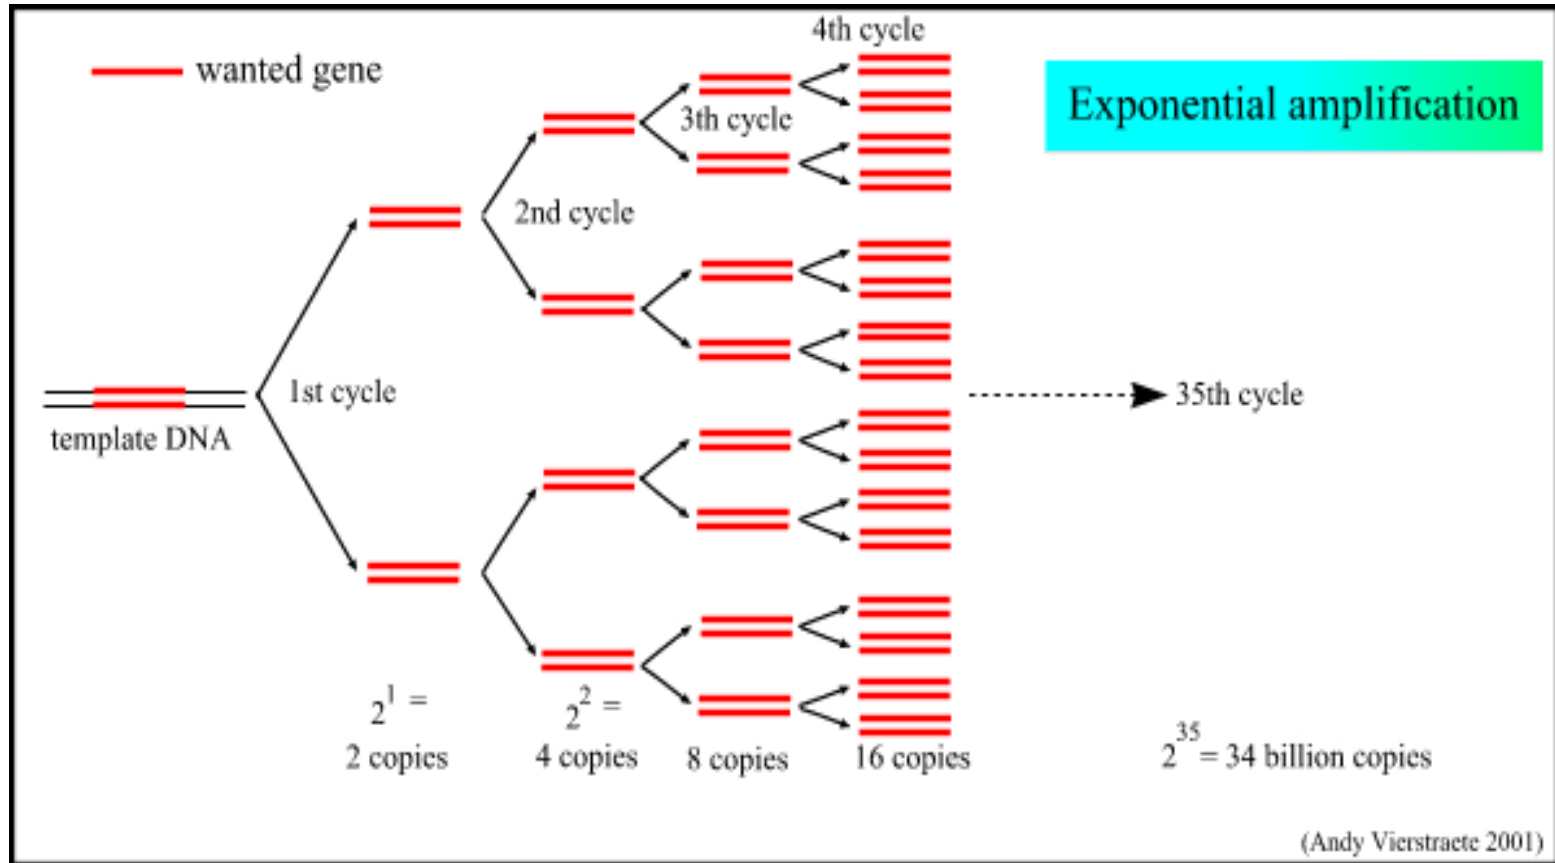 4th cycle
wanted gene
Exponential amplification
3th cycle
2nd cycle
1st cycle
35th cycle
template DNA
2^1 =
2 copies
2^2 =
4 copies
8 copies
16 copies
2^35 = 34 billion copies
(Andy Vierstraete 2001)